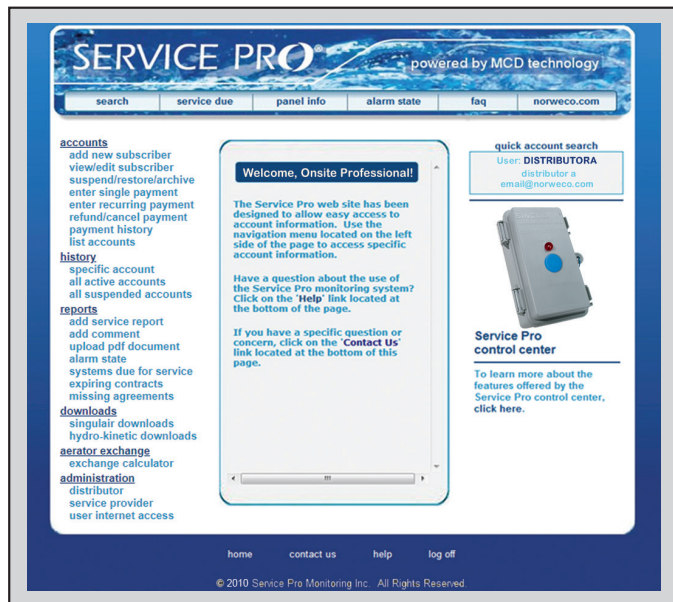 SERVICE PRO®
powered by MCD technology
search
service due
panel info
alarm state
faq
norweco.com
accounts
add new subscriber
view/edit subscriber
suspend/restore/archive
enter single payment
enter recurring payment
refund/cancel payment
payment history
list accounts
history
specific account
all active accounts
all suspended accounts
reports
add service report
add comment
upload pdf document
alarm state
systems due for service
expiring contracts
missing agreements
downloads
singulair downloads
hydro-kinetic downloads
aerator exchange
exchange calculator
administration
distributor
service provider
user internet access
Welcome, Onsite Professional!
The Service Pro web site has been
designed to allow easy access to
account information. Use the
navigation menu located on the left
side of the page to access specific
account information.
Have a question about the use of
the Service Pro monitoring system?
Click on the 'Help' link located at
the bottom of the page.
If you have a specific question or
concern, click on the 'Contact Us'
link located at the bottom of this
page.
quick account search
User: DISTRIBUTORA
distributor a
email@norweco.com
Service Pro
control center
To learn more about the
features offered by the
Service Pro control center,
click here.
home
contact us
help
log off
© 2010 Service Pro Monitoring Inc. All Rights Reserved.